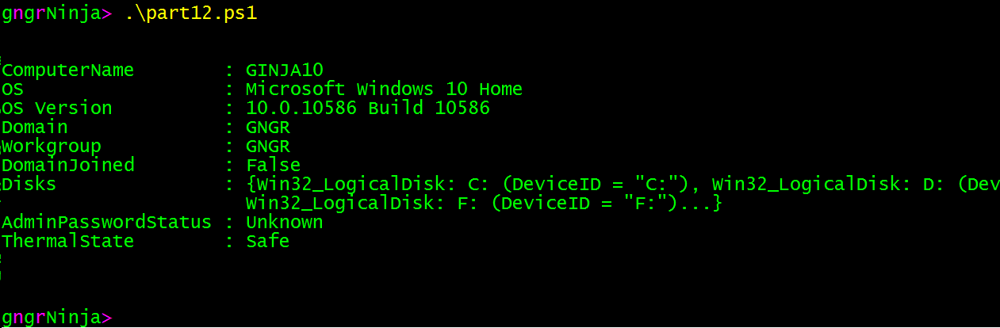 gngrNinja> .\part12.ps1
ComputerName : GINJA10
OS : Microsoft Windows 10 Home
OS Version : 10.0.10586 Build 10586
Domain : GNGR
Workgroup : GNGR
DomainJoined : False
Disks : {Win32_LogicalDisk: C: (DeviceID = "C:"), Win32_LogicalDisk: D: (Dev
Win32_LogicalDisk: F: (DeviceID = "F:")...}
AdminPasswordStatus : Unknown
ThermalState : Safe
gngrNinja>